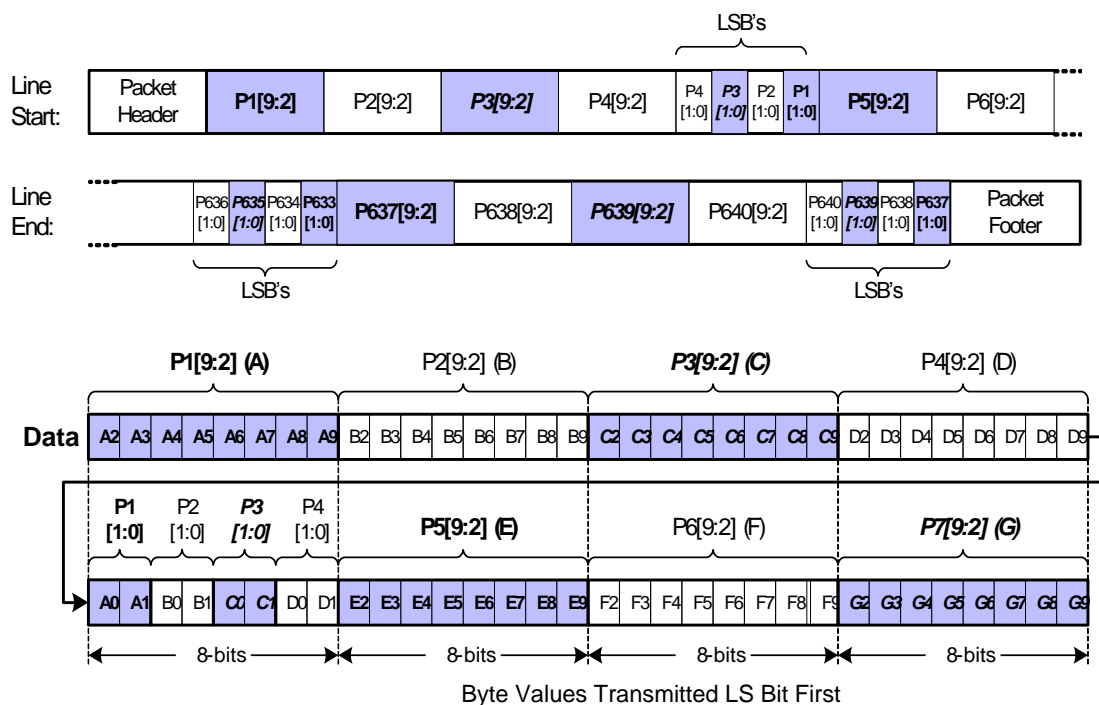 LSB's
Line Start: Packet Header P1[9:2] P2[9:2] P3[9:2] P4[9:2] P4 [1:0] P3 [1:0] P2 [1:0] P1 [1:0] P5[9:2] P6[9:2]
Line End: P636 [1:0] P635 [1:0] P634 [1:0] P633 [1:0] P637[9:2] P638[9:2] P639[9:2] P640[9:2] P640 [1:0] P639 [1:0] P638 [1:0] P637 [1:0] Packet Footer
LSB's LSB's
P1[9:2] (A) P2[9:2] (B) P3[9:2] (C) P4[9:2] (D)
Data A2 A3 A4 A5 A6 A7 A8 A9 B2 B3 B4 B5 B6 B7 B8 B9 C2 C3 C4 C5 C6 C7 C8 C9 D2 D3 D4 D5 D6 D7 D8 D9
P1 [1:0] P2 [1:0] P3 [1:0] P4 [1:0] P5[9:2] (E) P6[9:2] (F) P7[9:2] (G)
A0 A1 B0 B1 C0 C1 D0 D1 E2 E3 E4 E5 E6 E7 E8 E9 F2 F3 F4 F5 F6 F7 F8 F9 G2 G3 G4 G5 G6 G7 G8 G9
8-bits 8-bits 8-bits 8-bits
Byte Values Transmitted LS Bit First